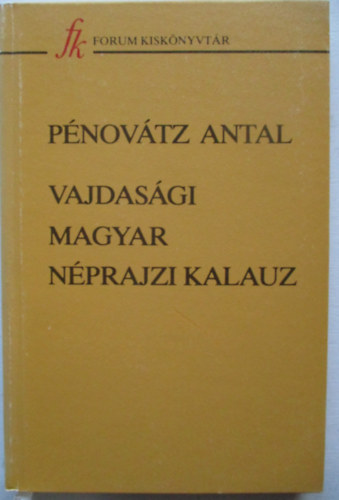 fk FORUM KISKÖNYVTÁR
PÉNOVÁTZ ANTAL
VAJDASÁGI
MAGYAR
NÉPRAJZI KALAUZ